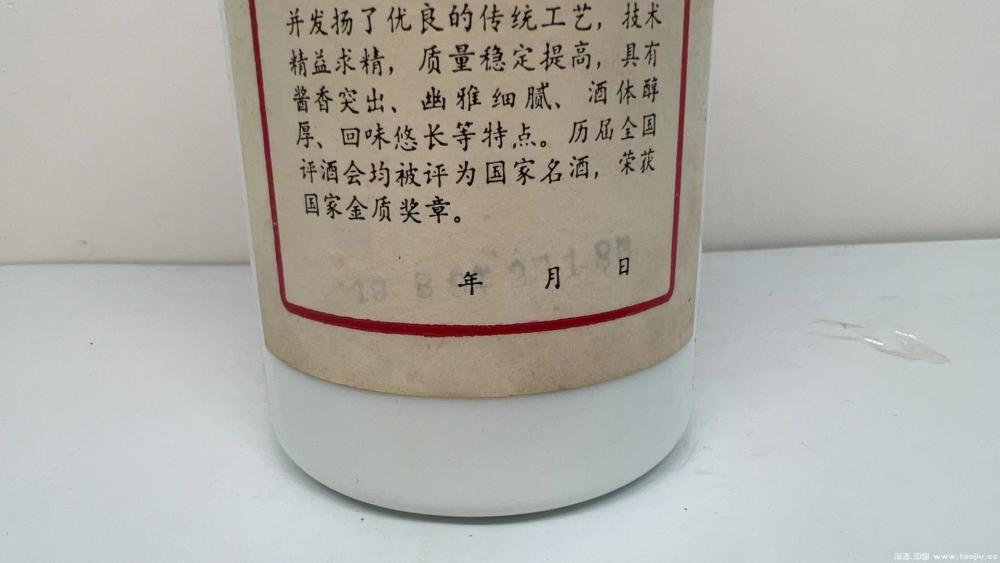 并发扬了优良的传统工艺，技术
精益求精，质量稳定提高，具有
酱香突出、幽雅细腻、酒体醇
厚、回味悠长等特点。历届全国
评酒会均被评为国家名酒，荣获
国家金质奖章。
年 月 日
www.taojiu.cc